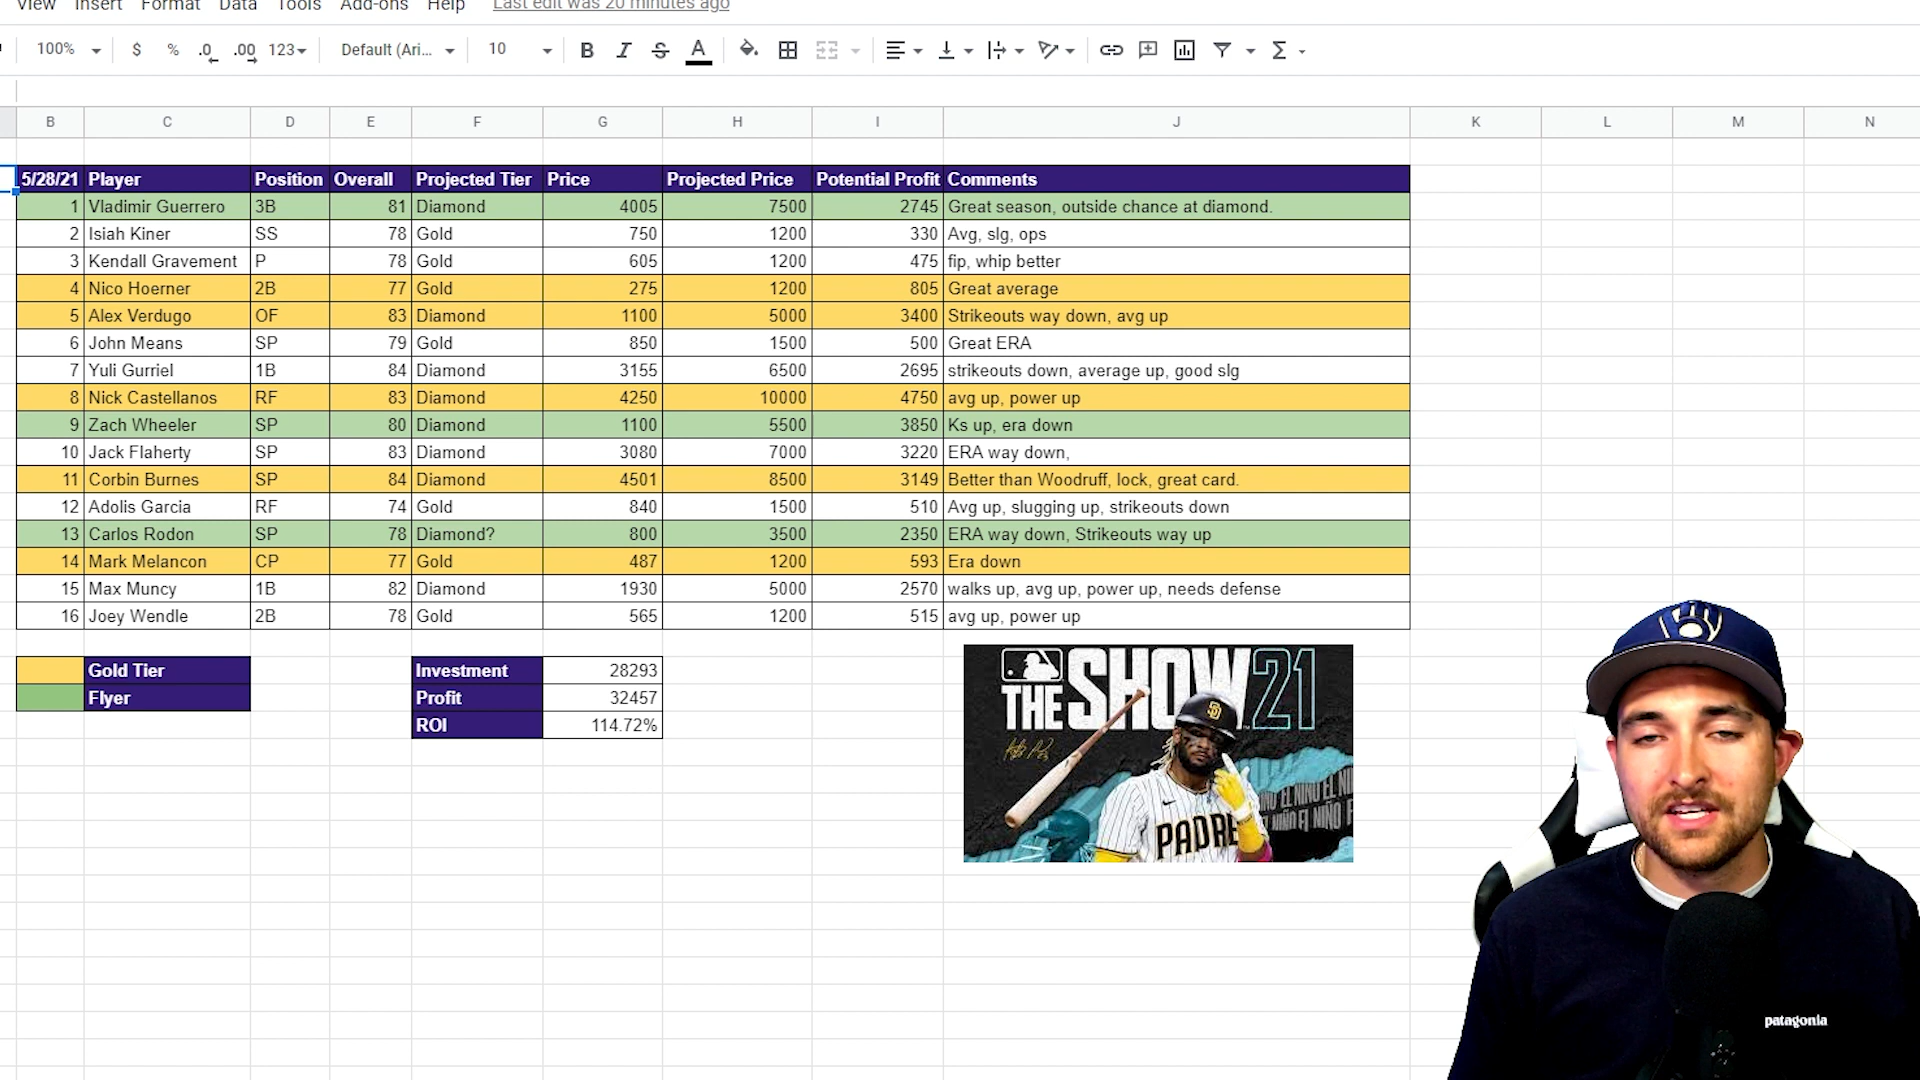 View Insert Format Data Tools Add-ons Help Last edit was 20 minutes ago
100% $ % .0 .00 123 Default (Ari... 10 B I S A
B C D E F G H I J K L M N
5/28/21 Player Position Overall Projected Tier Price Projected Price Potential Profit Comments
1 Vladimir Guerrero 3B 81 Diamond 4005 7500 2745 Great season, outside chance at diamond.
2 Isiah Kiner SS 78 Gold 750 1200 330 Avg, slg, ops
3 Kendall Gravement P 78 Gold 605 1200 475 fip, whip better
4 Nico Hoerner 2B 77 Gold 275 1200 805 Great average
5 Alex Verdugo OF 83 Diamond 1100 5000 3400 Strikeouts way down, avg up
6 John Means SP 79 Gold 850 1500 500 Great ERA
7 Yuli Gurriel 1B 84 Diamond 3155 6500 2695 strikeouts down, average up, good slg
8 Nick Castellanos RF 83 Diamond 4250 10000 4750 avg up, power up
9 Zach Wheeler SP 80 Diamond 1100 5500 3850 Ks up, era down
10 Jack Flaherty SP 83 Diamond 3080 7000 3220 ERA way down,
11 Corbin Burnes SP 84 Diamond 4501 8500 3149 Better than Woodruff, lock, great card.
12 Adolis Garcia RF 74 Gold 840 1500 510 Avg up, slugging up, strikeouts down
13 Carlos Rodon SP 78 Diamond? 800 3500 2350 ERA way down, Strikeouts way up
14 Mark Melancon CP 77 Gold 487 1200 593 Era down
15 Max Muncy 1B 82 Diamond 1930 5000 2570 walks up, avg up, power up, needs defense
16 Joey Wendle 2B 78 Gold 565 1200 515 avg up, power up
Gold Tier Investment 28293
Flyer Profit 32457
ROI 114.72%
THE SHOW 21
EL NIÑO EL NIÑO
PADRE
patagonia